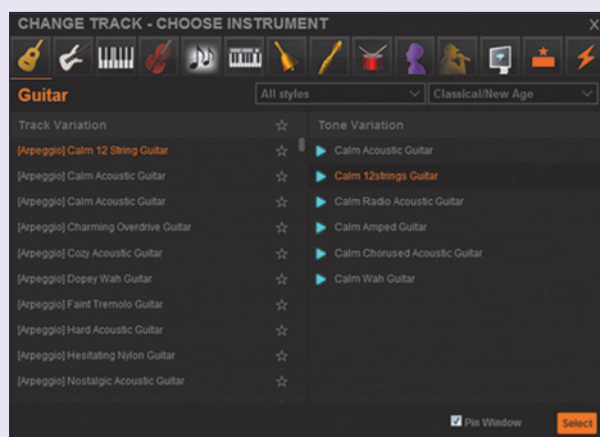 CHANGE TRACK - CHOOSE INSTRUMENT X
Guitar All styles Classical/New Age
Track Variation Tone Variation
[Arpeggio] Calm 12 String Guitar Calm Acoustic Guitar
[Arpeggio] Calm Acoustic Guitar Calm 12strings Guitar
[Arpeggio] Calm Acoustic Guitar Calm Radio Acoustic Guitar
[Arpeggio] Charming Overdrive Guitar Calm Amped Guitar
[Arpeggio] Cozy Acoustic Guitar Calm Chorused Acoustic Guitar
[Arpeggio] Dopey Wah Guitar Calm Wah Guitar
[Arpeggio] Faint Tremolo Guitar
[Arpeggio] Hard Acoustic Guitar
[Arpeggio] Hesitating Nylon Guitar
[Arpeggio] Nostalgic Acoustic Guitar
Pin Window Select